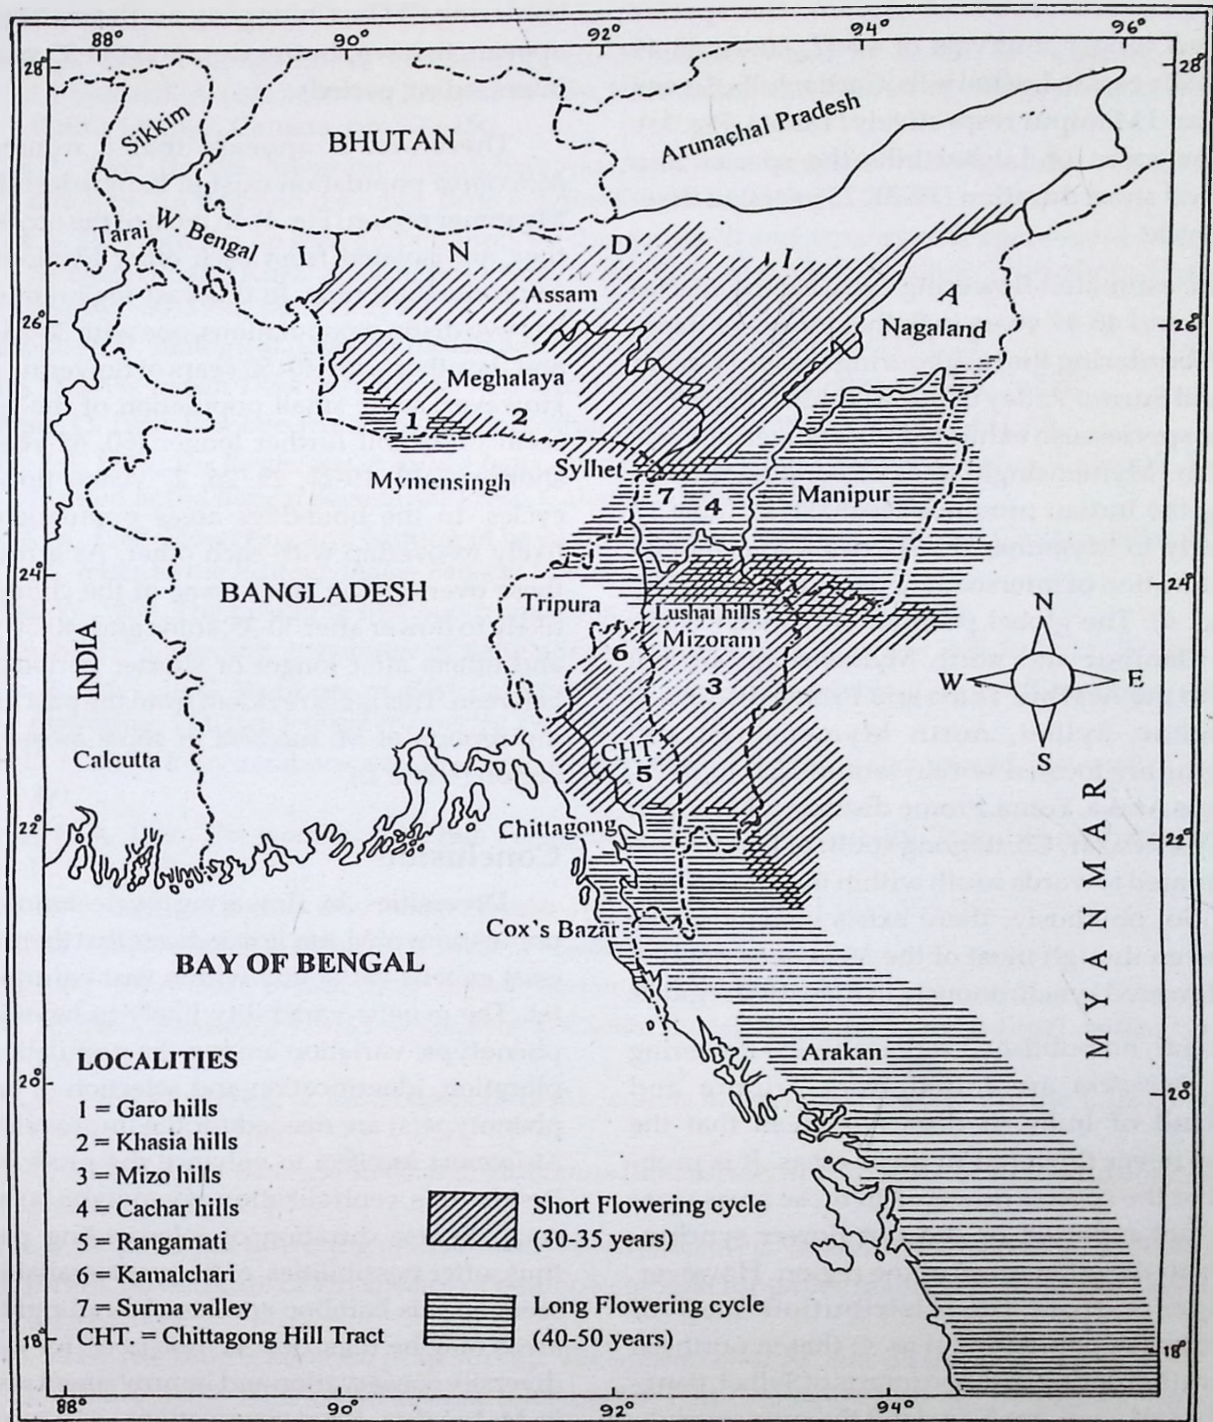 88° 90° 92° 94° 96°
28° 28°
Sikkim
BHUTAN
Arunachal Pradesh
Tarai
W. Bengal
I N D I A
Assam
Nagaland
26° 26°
Meghalaya
1 2
Sylhet
Mymensingh
7
4
Manipur
24° 24°
BANGLADESH
Tripura
Lushai hills
Mizoram
6
3
INDIA
N
W E
S
Calcutta
CHT
5
Chittagong
22° 22°
Cox's Bazar
BAY OF BENGAL
MYANMAR
Arakan
20° 20°
LOCALITIES
1 = Garo hills
2 = Khasia hills
3 = Mizo hills
4 = Cachar hills
5 = Rangamati
6 = Kamalchari
7 = Surma valley
CHT. = Chittagong Hill Tract
Short Flowering cycle
(30-35 years)
Long Flowering cycle
(40-50 years)
18° 18°
88° 90° 92° 94°